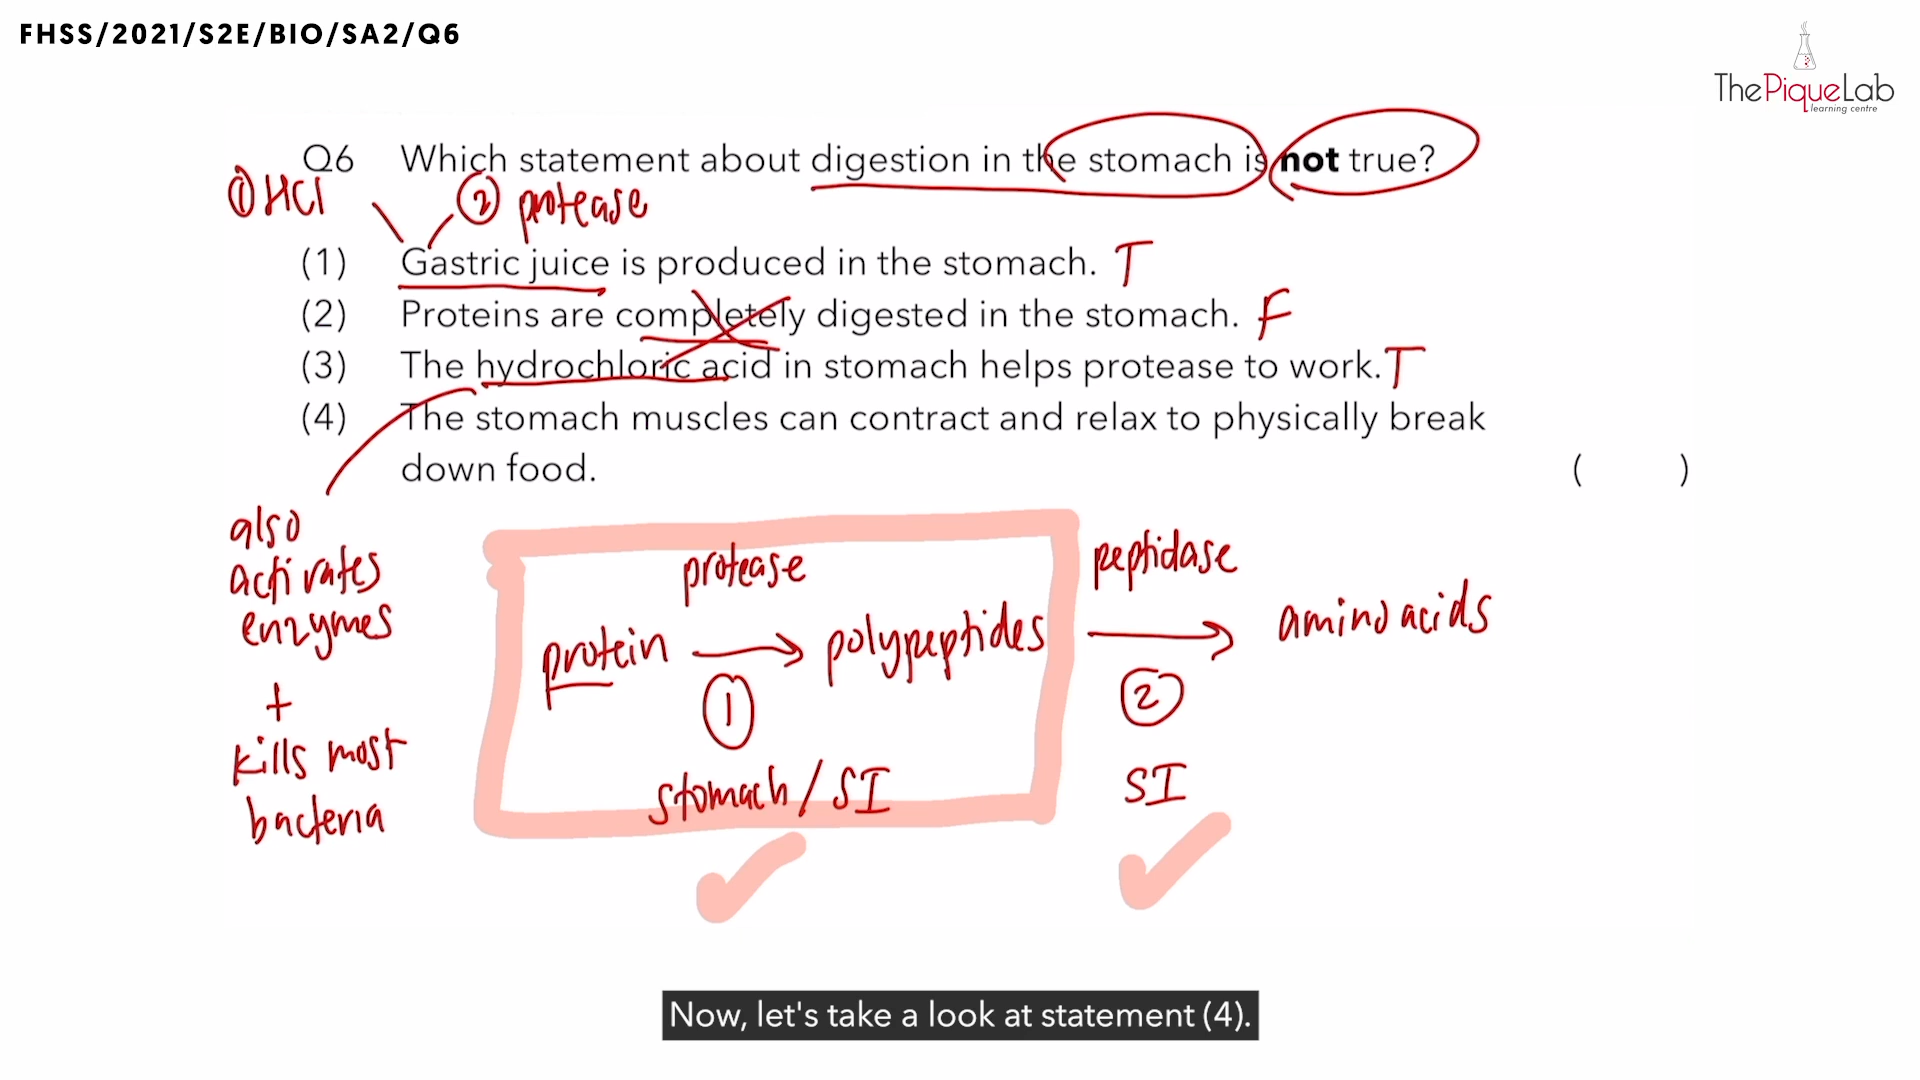 FHSS/2021/S2E/BIO/SA2/Q6
ThePiqueLab
learning centre
Q6 Which statement about digestion in the stomach is not true?
① HCl
② protease
(1) Gastric juice is produced in the stomach. T
(2) Proteins are completely digested in the stomach. F
(3) The hydrochloric acid in stomach helps protease to work. T
(4) The stomach muscles can contract and relax to physically break
down food. ( )
also
activates
enzymes
+
kills most
bacteria
protease
protein → polypeptides
①
stomach / SI
peptidase
→ amino acids
②
SI
Now, let's take a look at statement (4).